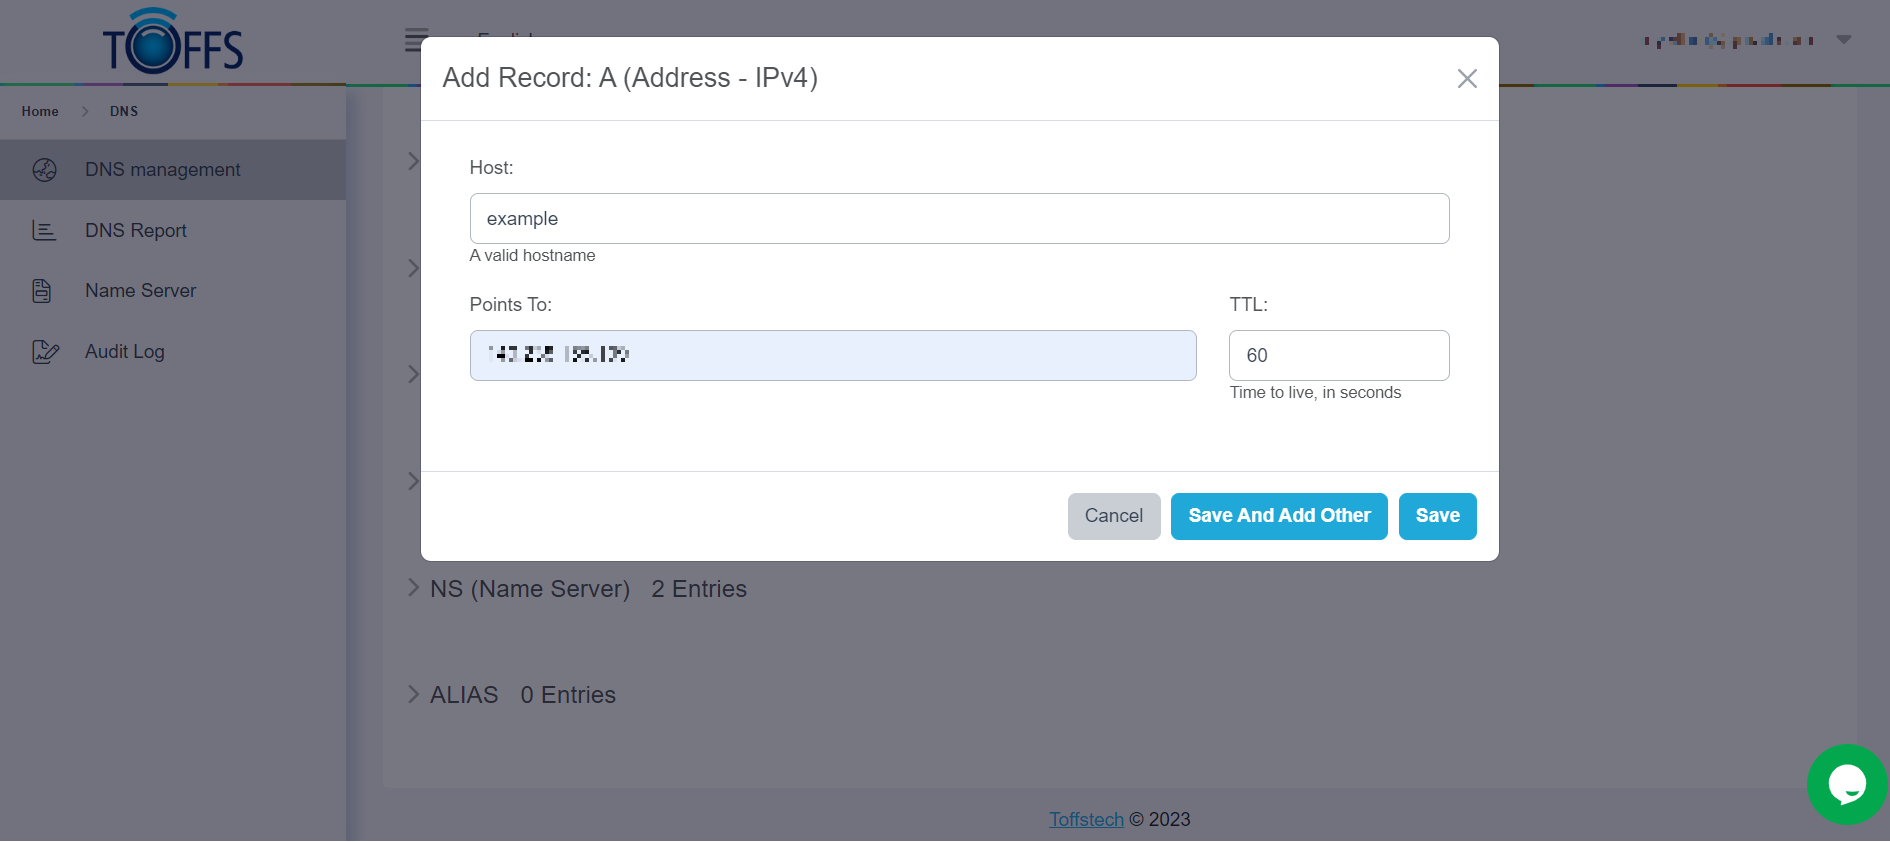 TOFFS
Home
DNS
DNS management
DNS Report
Name Server
Audit Log
Add Record: A (Address - IPv4)
Host:
example
A valid hostname
Points To:
TTL:
60
Time to live, in seconds
Cancel
Save And Add Other
Save
NS (Name Server) 2 Entries
ALIAS 0 Entries
Toffstech © 2023